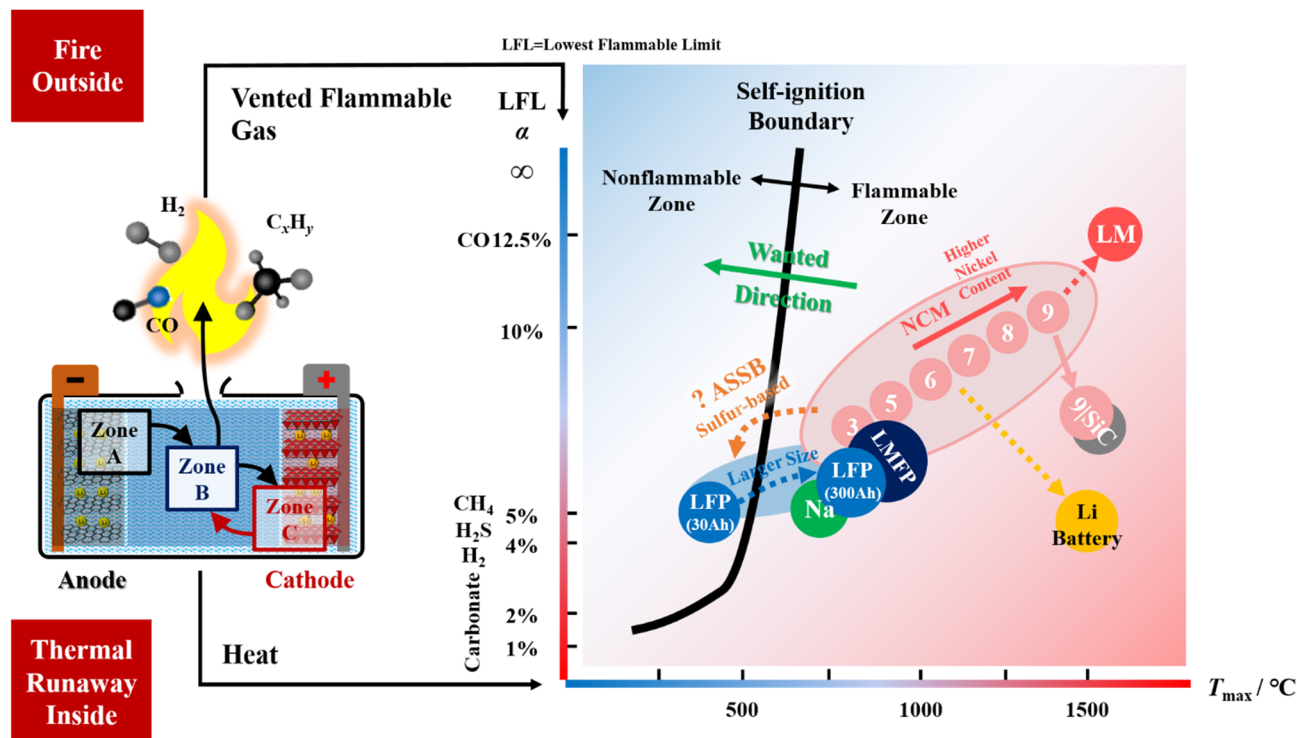 Fire
Outside
Vented Flammable
Gas
H2
CxHy
CO
−
+
Zone
A
Zone
B
Zone
C
Li
Anode
Cathode
Heat
Thermal
Runaway
Inside
LFL=Lowest Flammable Limit
LFL
α
∞
CO 12.5%
10%
CH4
5%
H2S
4%
H2
Carbonate
2%
1%
Self-ignition
Boundary
Nonflammable
Zone
Flammable
Zone
Wanted
Direction
? ASSB
Sulfur-based
Larger Size
LFP
(30Ah)
Na
LFP
(300Ah)
LMFP
NCM
Higher
Nickel
Content
3
5
6
7
8
9
LM
9|SiC
Li
Battery
500
1000
1500
Tmax / °C